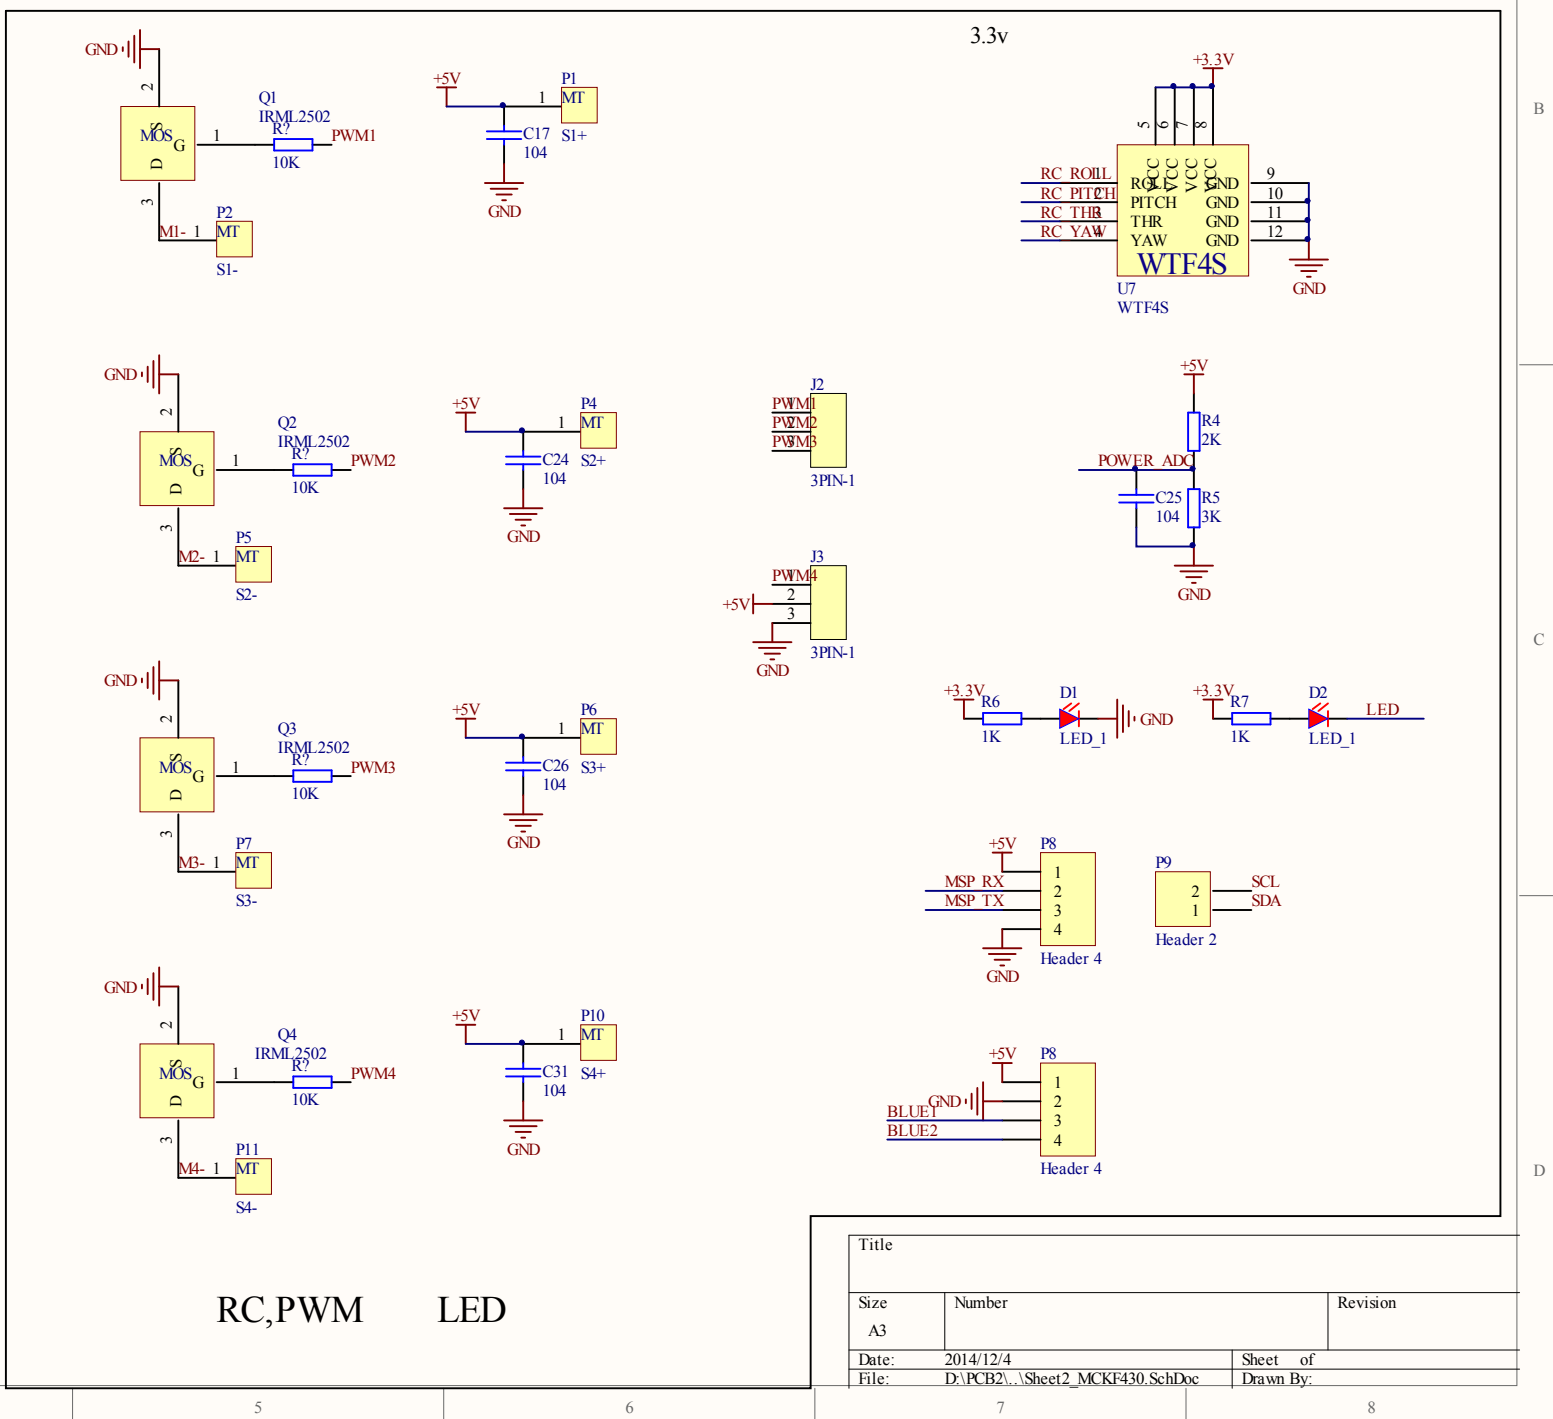 3.3v
B
GND
2
S
MOS
G
D
3
1
Q1
IRML2502
R?
10K
PWM1
M1-
1
P2
MT
S1-
+5V
1
P1
MT
S1+
C17
104
GND
+3.3V
5
6
7
8
VCC
VCC
VCC
VCC
RC_ROLL
1
ROLL
GND
9
RC_PITCH
2
PITCH
GND
10
RC_THR
3
THR
GND
11
RC_YAW
4
YAW
GND
12
WTF4S
U7
WTF4S
GND
GND
2
S
MOS
G
D
3
1
Q2
IRML2502
R?
10K
PWM2
M2-
1
P5
MT
S2-
+5V
1
P4
MT
S2+
C24
104
GND
J2
PWM1
1
PWM2
2
PWM3
3
3PIN-1
+5V
R4
2K
POWER_ADC
C25
104
R5
3K
GND
J3
PWM4
1
+5V
2
3
GND
3PIN-1
C
GND
2
S
MOS
G
D
3
1
Q3
IRML2502
R?
10K
PWM3
M3-
1
P7
MT
S3-
+5V
1
P6
MT
S3+
C26
104
GND
+3.3V
R6
1K
D1
LED_1
GND
+3.3V
R7
1K
D2
LED_1
LED
+5V
P8
1
MSP_RX
2
MSP_TX
3
4
GND
Header 4
P9
2
SCL
1
SDA
Header 2
GND
2
S
MOS
G
D
3
1
Q4
IRML2502
R?
10K
PWM4
M4-
1
P11
MT
S4-
+5V
1
P10
MT
S4+
C31
104
GND
+5V
P8
1
GND
2
BLUE1
3
BLUE2
4
Header 4
D
RC,PWM LED
Title
Size
A3
Number
Revision
Date: 2014/12/4
Sheet of
File: D:\PCB2\..\Sheet2_MCKF430.SchDoc
Drawn By:
5
6
7
8